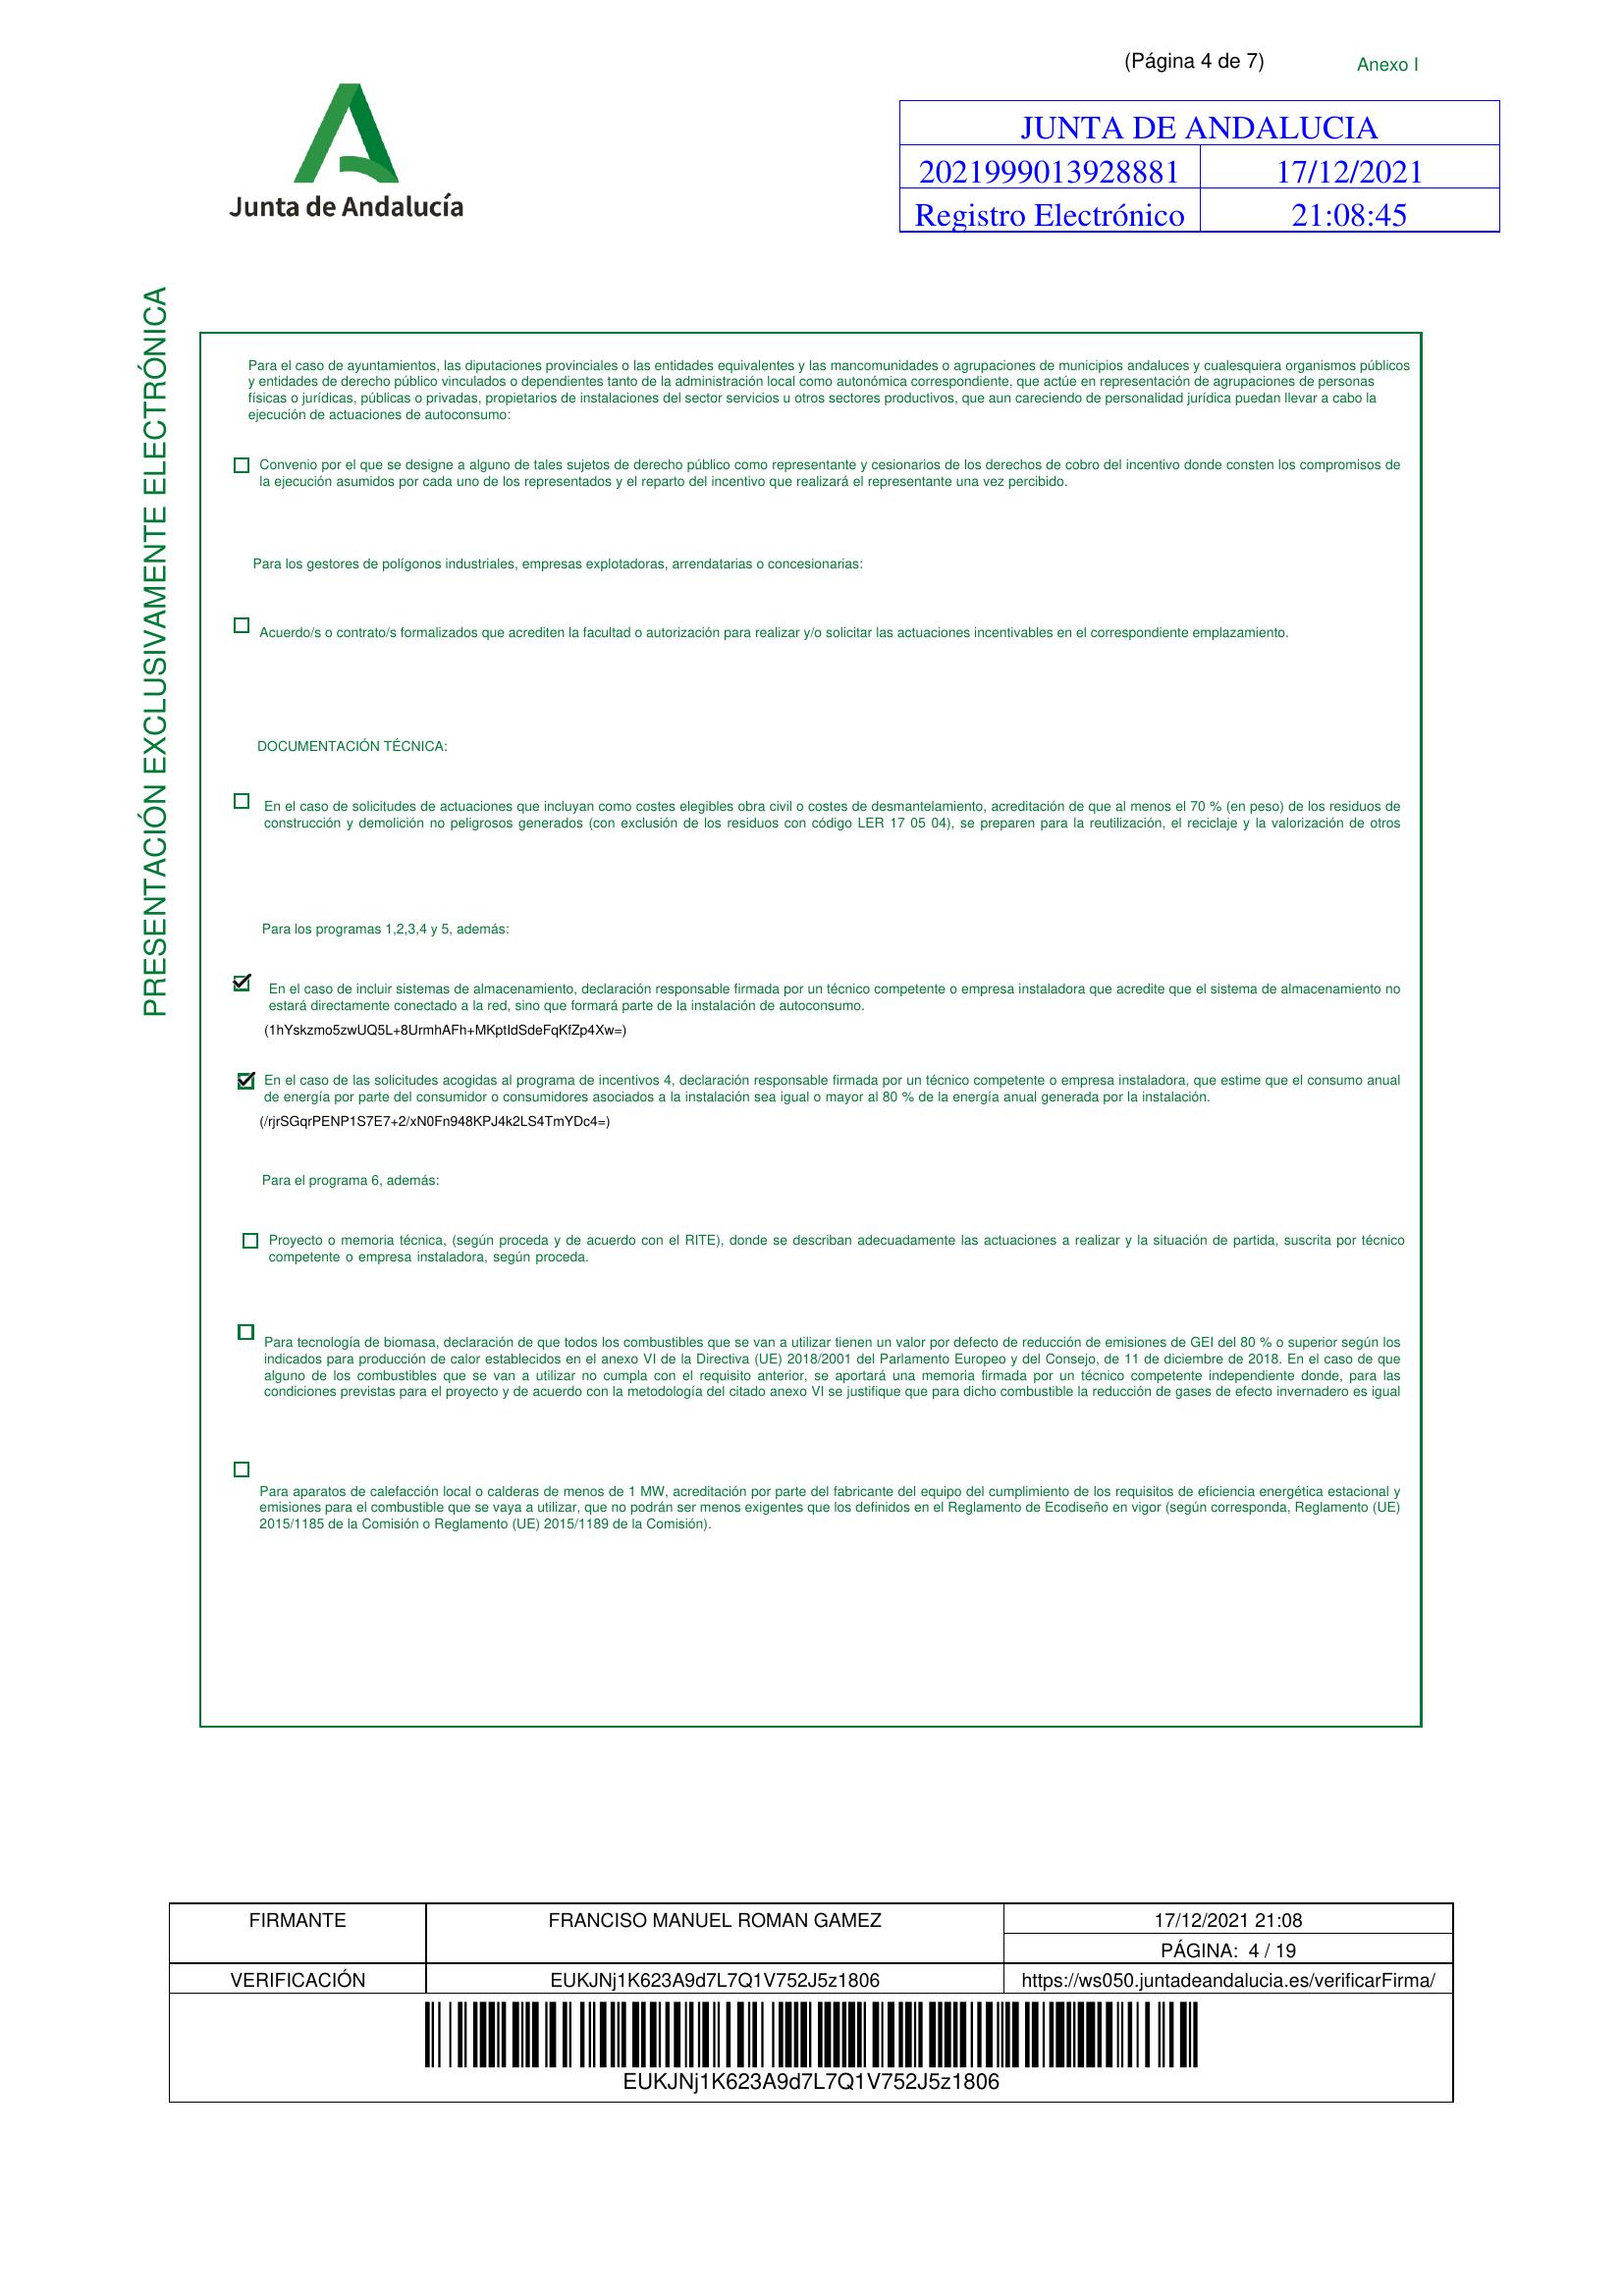 (Página 4 de 7)
Anexo I
Junta de Andalucía
JUNTA DE ANDALUCIA
2021999013928881 17/12/2021
Registro Electrónico 21:08:45
PRESENTACIÓN EXCLUSIVAMENTE ELECTRÓNICA
Para el caso de ayuntamientos, las diputaciones provinciales o las entidades equivalentes y las mancomunidades o agrupaciones de municipios andaluces y cualesquiera organismos públicos
y entidades de derecho público vinculados o dependientes tanto de la administración local como autonómica correspondiente, que actúe en representación de agrupaciones de personas
físicas o jurídicas, públicas o privadas, propietarios de instalaciones del sector servicios u otros sectores productivos, que aun careciendo de personalidad jurídica puedan llevar a cabo la
ejecución de actuaciones de autoconsumo:
Convenio por el que se designe a alguno de tales sujetos de derecho público como representante y cesionarios de los derechos de cobro del incentivo donde consten los compromisos de
la ejecución asumidos por cada uno de los representados y el reparto del incentivo que realizará el representante una vez percibido.
Para los gestores de polígonos industriales, empresas explotadoras, arrendatarias o concesionarias:
Acuerdo/s o contrato/s formalizados que acrediten la facultad o autorización para realizar y/o solicitar las actuaciones incentivables en el correspondiente emplazamiento.
DOCUMENTACIÓN TÉCNICA:
En el caso de solicitudes de actuaciones que incluyan como costes elegibles obra civil o costes de desmantelamiento, acreditación de que al menos el 70 % (en peso) de los residuos de
construcción y demolición no peligrosos generados (con exclusión de los residuos con código LER 17 05 04), se preparen para la reutilización, el reciclaje y la valorización de otros
Para los programas 1,2,3,4 y 5, además:
En el caso de incluir sistemas de almacenamiento, declaración responsable firmada por un técnico competente o empresa instaladora que acredite que el sistema de almacenamiento no
estará directamente conectado a la red, sino que formará parte de la instalación de autoconsumo.
(1hYskzmo5zwUQ5L+8UrmhAFh+MKptIdSdeFqKfZp4Xw=)
En el caso de las solicitudes acogidas al programa de incentivos 4, declaración responsable firmada por un técnico competente o empresa instaladora, que estime que el consumo anual
de energía por parte del consumidor o consumidores asociados a la instalación sea igual o mayor al 80 % de la energía anual generada por la instalación.
(/rjrSGqrPENP1S7E7+2/xN0Fn948KPJ4k2LS4TmYDc4=)
Para el programa 6, además:
Proyecto o memoria técnica, (según proceda y de acuerdo con el RITE), donde se describan adecuadamente las actuaciones a realizar y la situación de partida, suscrita por técnico
competente o empresa instaladora, según proceda.
Para tecnología de biomasa, declaración de que todos los combustibles que se van a utilizar tienen un valor por defecto de reducción de emisiones de GEI del 80 % o superior según los
indicados para producción de calor establecidos en el anexo VI de la Directiva (UE) 2018/2001 del Parlamento Europeo y del Consejo, de 11 de diciembre de 2018. En el caso de que
alguno de los combustibles que se van a utilizar no cumpla con el requisito anterior, se aportará una memoria firmada por un técnico competente independiente donde, para las
condiciones previstas para el proyecto y de acuerdo con la metodología del citado anexo VI se justifique que para dicho combustible la reducción de gases de efecto invernadero es igual
Para aparatos de calefacción local o calderas de menos de 1 MW, acreditación por parte del fabricante del equipo del cumplimiento de los requisitos de eficiencia energética estacional y
emisiones para el combustible que se vaya a utilizar, que no podrán ser menos exigentes que los definidos en el Reglamento de Ecodiseño en vigor (según corresponda, Reglamento (UE)
2015/1185 de la Comisión o Reglamento (UE) 2015/1189 de la Comisión).
FIRMANTE FRANCISO MANUEL ROMAN GAMEZ 17/12/2021 21:08
PÁGINA: 4 / 19
VERIFICACIÓN EUKJNj1K623A9d7L7Q1V752J5z1806 https://ws050.juntadeandalucia.es/verificarFirma/
EUKJNj1K623A9d7L7Q1V752J5z1806